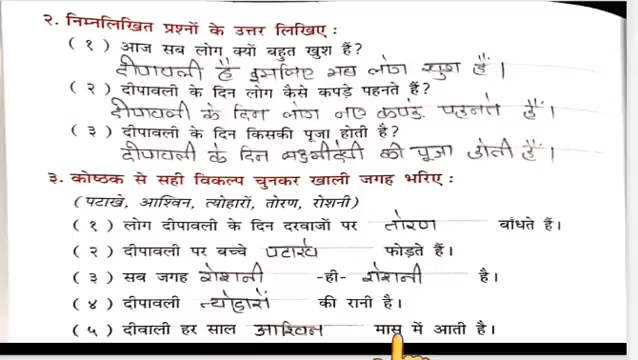 २. निम्नलिखित प्रश्नों के उत्तर लिखिए :
( १ ) आज सब लोग क्यों बहुत खुश हैं?
दीपावली है इसलिए सब लोग खुश हैं।
( २ ) दीपावली के दिन लोग कैसे कपड़े पहनते हैं?
दीपावली के दिन लोग नए कपड़े पहनते हैं।
( ३ ) दीपावली के दिन किसकी पूजा होती है?
दीपावली के दिन लक्ष्मीदेवी की पूजा होती हैं।
३. कोष्ठक से सही विकल्प चुनकर खाली जगह भरिए :
(पटाखे, आश्विन, त्योहारों, तोरण, रोशनी)
( १ ) लोग दीपावली के दिन दरवाजों पर तोरण बाँधते हैं।
( २ ) दीपावली पर बच्चे पटाखे फोड़ते हैं।
( ३ ) सब जगह रोशनी -ही- रोशनी है।
( ४ ) दीपावली त्योहारों की रानी है।
( ५ ) दीवाली हर साल आश्विन मास में आती है।